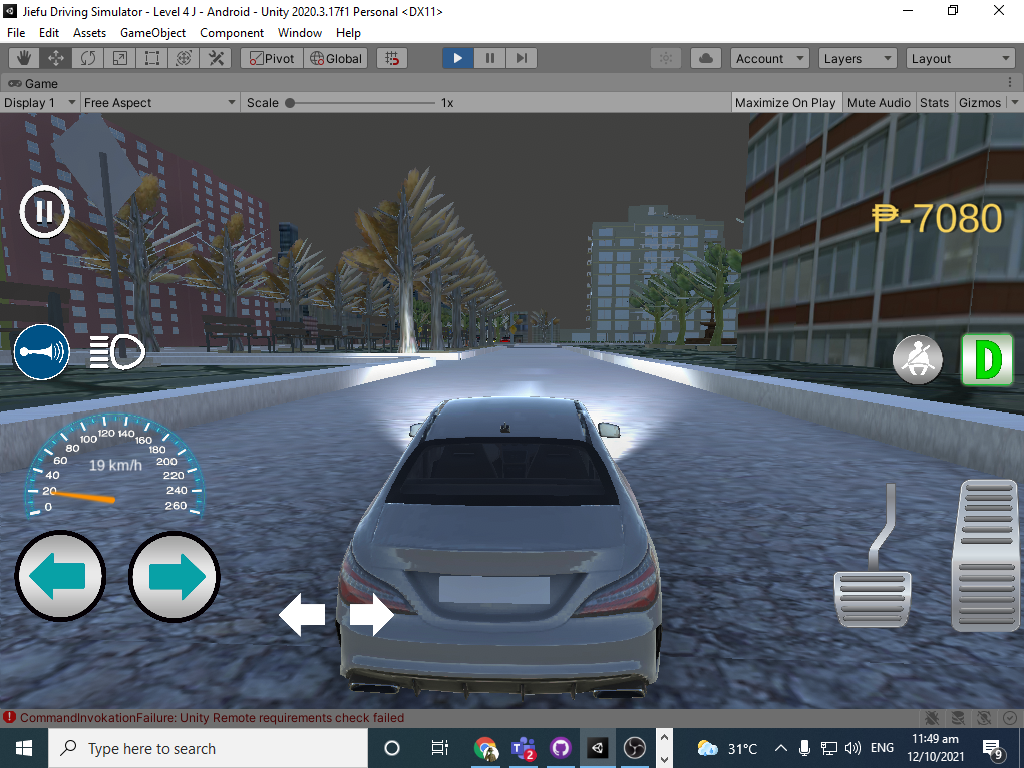 Jiefu Driving Simulator - Level 4 J - Android - Unity 2020.3.17f1 Personal <DX11>
File Edit Assets GameObject Component Window Help
Pivot Global Account Layers Layout
Game
Display 1 Free Aspect Scale 1x Maximize On Play Mute Audio Stats Gizmos
₱-7080
D
0 20 40 60 80 100 120 140 160 180 200 220 240 260
19 km/h
CommandInvokationFailure: Unity Remote requirements check failed
Type here to search 2 31°C ENG 11:49 am
12/10/2021 9